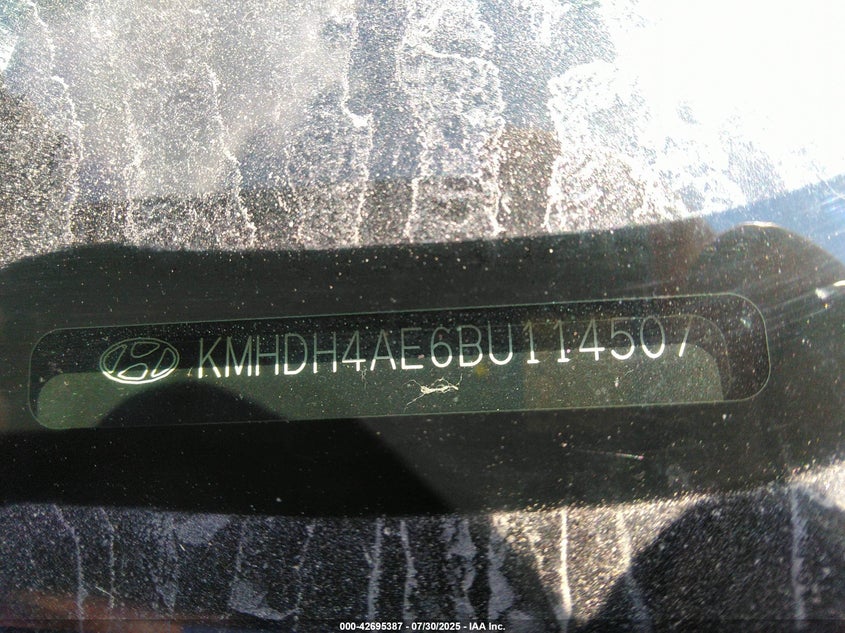 KMHDH4AE6BU114507
000-42695387 - 07/30/2025 - IAA Inc.